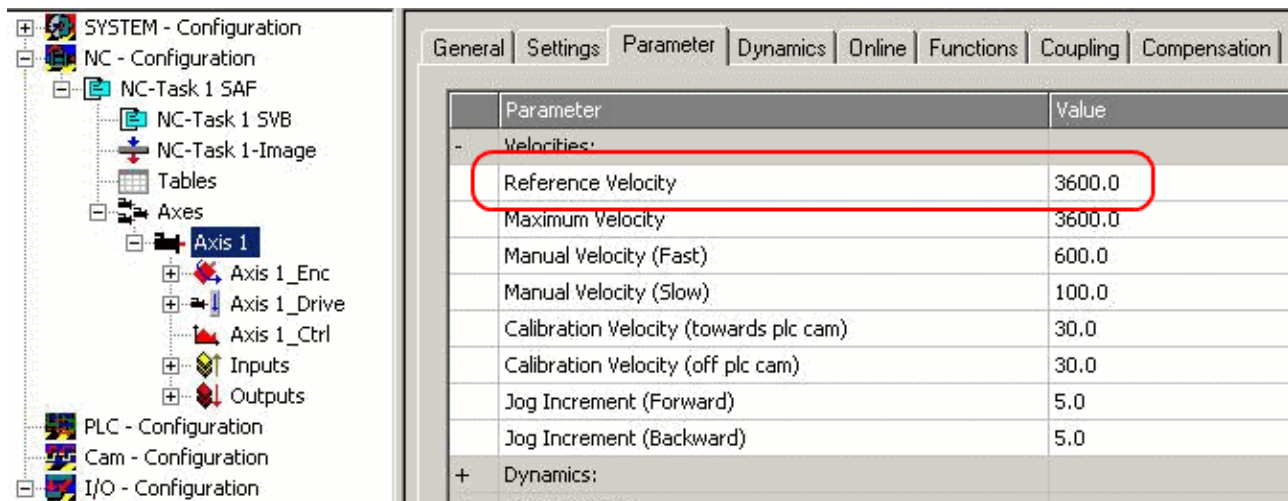 SYSTEM - Configuration
NC - Configuration
NC-Task 1 SAF
NC-Task 1 SVB
NC-Task 1-Image
Tables
Axes
Axis 1
Axis 1_Enc
Axis 1_Drive
Axis 1_Ctrl
Inputs
Outputs
PLC - Configuration
Cam - Configuration
I/O - Configuration
General Settings Parameter Dynamics Online Functions Coupling Compensation
Parameter Value
- Velocities:
Reference Velocity 3600.0
Maximum Velocity 3600.0
Manual Velocity (Fast) 600.0
Manual Velocity (Slow) 100.0
Calibration Velocity (towards plc cam) 30.0
Calibration Velocity (off plc cam) 30.0
Jog Increment (Forward) 5.0
Jog Increment (Backward) 5.0
+ Dynamics: